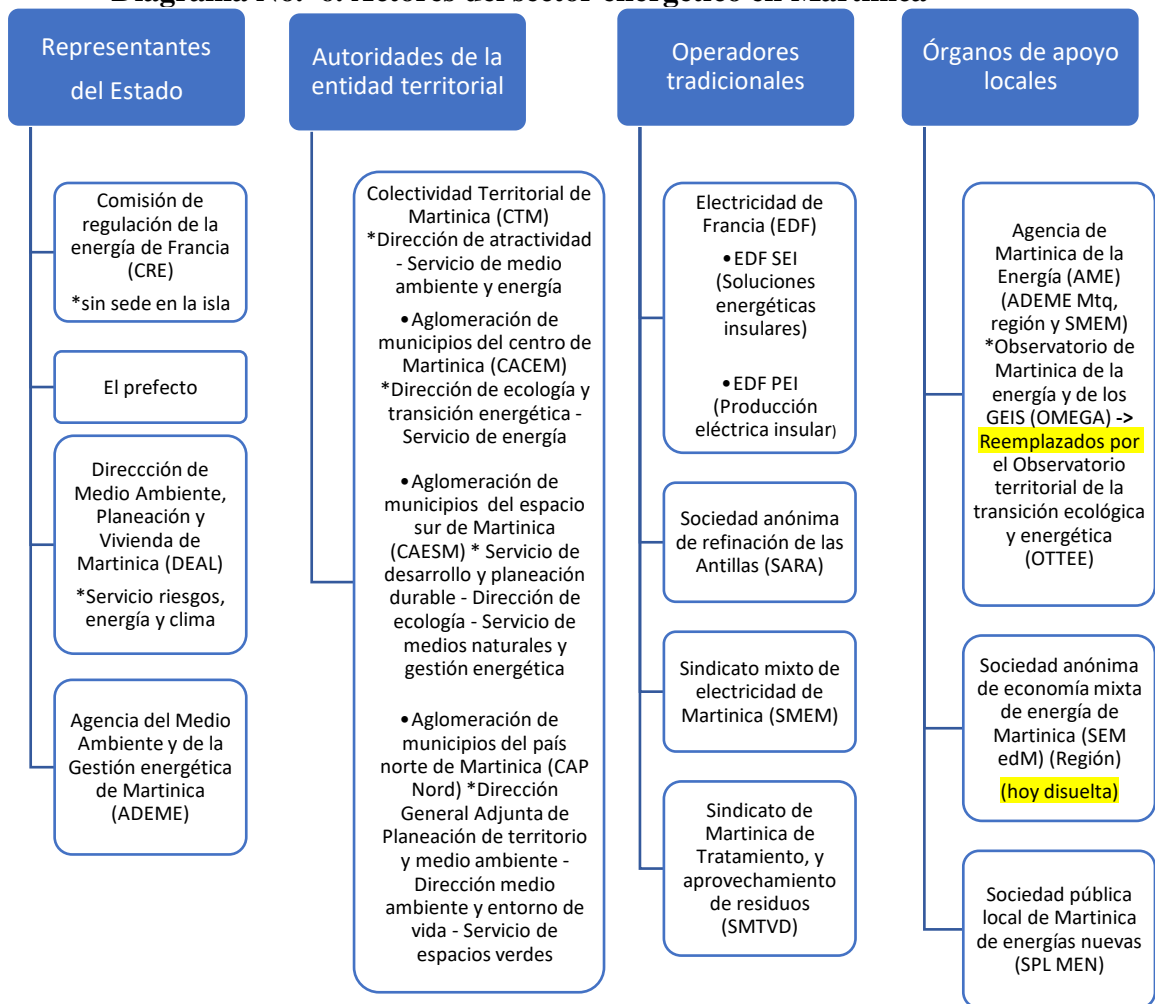 Diagrama No. 6. Actores del sector energético en Martinica
Representantes
del Estado
Comisión de
regulación de la
energía de Francia
(CRE)
*sin sede en la isla
El prefecto
Direccción de
Medio Ambiente,
Planeación y
Vivienda de
Martinica (DEAL)
*Servicio riesgos,
energía y clima
Agencia del Medio
Ambiente y de la
Gestión energética
de Martinica
(ADEME)
Autoridades de la
entidad territorial
Colectividad Territorial de
Martinica (CTM)
*Dirección de atractividad
- Servicio de medio
ambiente y energía
•Aglomeración de
municipios del centro de
Martinica (CACEM)
*Dirección de ecología y
transición energética -
Servicio de energía
•Aglomeración de
municipios del espacio
sur de Martinica
(CAESM) * Servicio de
desarrollo y planeación
durable - Dirección de
ecología - Servicio de
medios naturales y
gestión energética
•Aglomeración de
municipios del país
norte de Martinica (CAP
Nord) *Dirección
General Adjunta de
Planeación de territorio
y medio ambiente -
Dirección medio
ambiente y entorno de
vida - Servicio de
espacios verdes
Operadores
tradicionales
Electricidad de
Francia (EDF)
•EDF SEI
(Soluciones
energéticas
insulares)
•EDF PEI
(Producción
eléctrica insular)
Sociedad anónima
de refinación de las
Antillas (SARA)
Sindicato mixto de
electricidad de
Martinica (SMEM)
Sindicato de
Martinica de
Tratamiento, y
aprovechamiento
de residuos
(SMTVD)
Órganos de apoyo
locales
Agencia de
Martinica de la
Energía (AME)
(ADEME Mtq,
región y SMEM)
*Observatorio de
Martinica de la
energía y de los
GEIS (OMEGA) ->
Reemplazados por
el Observatorio
territorial de la
transición ecológica
y energética
(OTTEE)
Sociedad anónima
de economía mixta
de energía de
Martinica (SEM
edM) (Región)
(hoy disuelta)
Sociedad pública
local de Martinica
de energías nuevas
(SPL MEN)